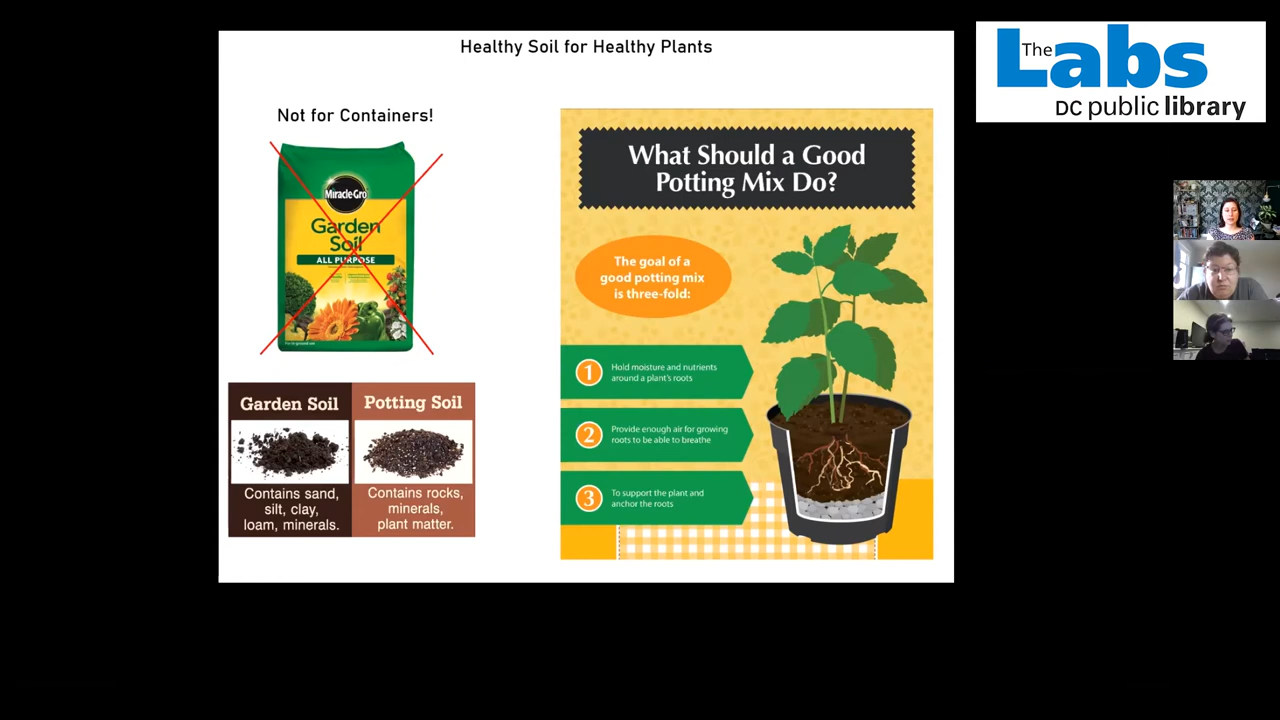 Healthy Soil for Healthy Plants
Not for Containers!
Miracle-Gro
Garden
Soil
ALL PURPOSE
Garden Soil
Contains sand,
silt, clay,
loam, minerals.
Potting Soil
Contains rocks,
minerals,
plant matter.
What Should a Good
Potting Mix Do?
The goal of a
good potting mix
is three-fold:
1
Hold moisture and nutrients
around a plant's roots
2
Provide enough air for growing
roots to be able to breathe
3
To support the plant and
anchor the roots
The Labs
DC public library